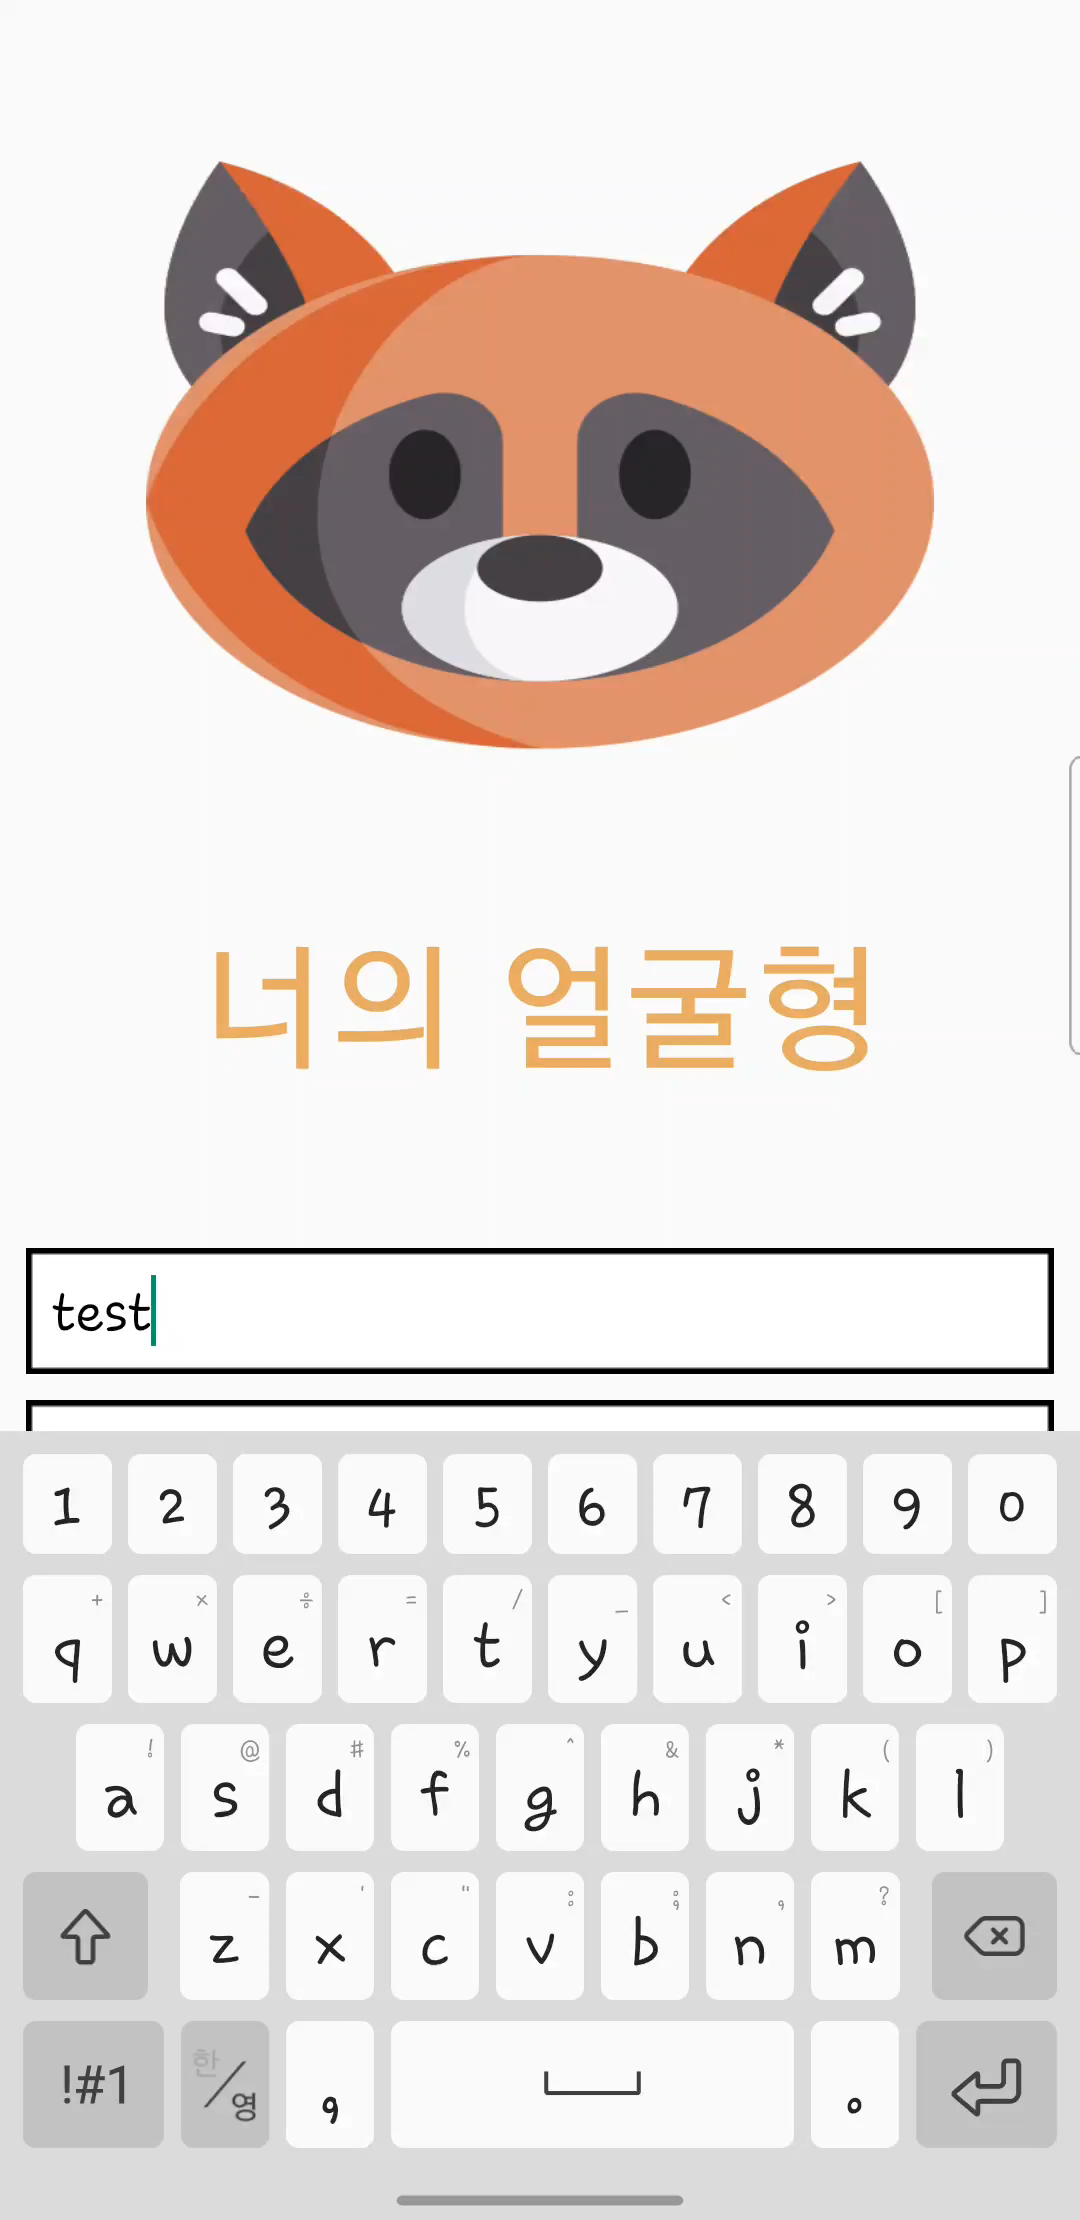 너의 얼굴형
test
1 2 3 4 5 6 7 8 9 0
+ × ÷ = / _ < > [ ]
q w e r t y u i o p
! @ # % ^ & * ( )
a s d f g h j k l
- ' " : ; , ?
z x c v b n m
!#1 한/영 , .